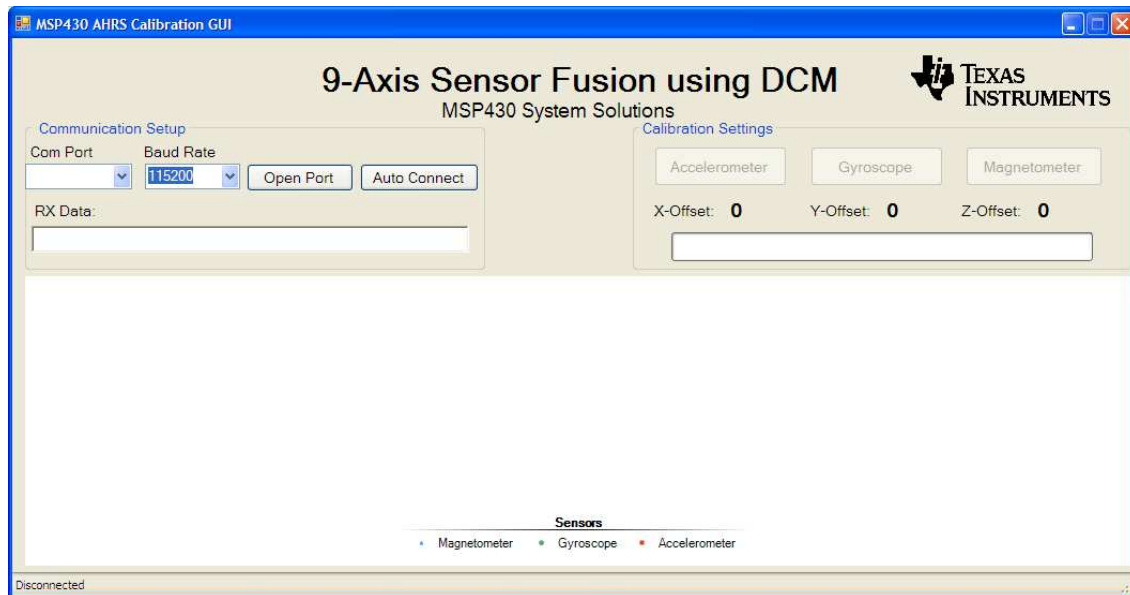 MSP430 AHRS Calibration GUI
9-Axis Sensor Fusion using DCM
MSP430 System Solutions
TEXAS
INSTRUMENTS
Communication Setup
Com Port Baud Rate
115200 Open Port Auto Connect
RX Data:
Calibration Settings
Accelerometer Gyroscope Magnetometer
X-Offset: 0 Y-Offset: 0 Z-Offset: 0
Sensors
Magnetometer Gyroscope Accelerometer
Disconnected